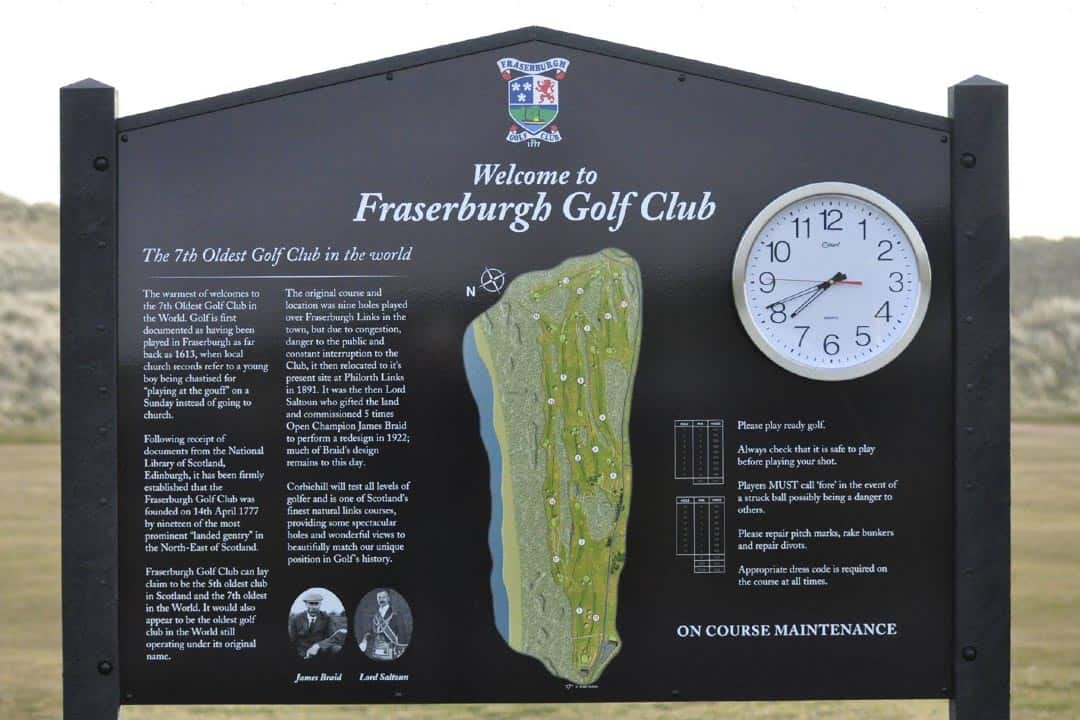 FRASERBURGH
GOLF CLUB
1777
Welcome to
Fraserburgh Golf Club
The 7th Oldest Golf Club in the world
The warmest of welcomes to
the 7th Oldest Golf Club in
the World. Golf is first
documented as having been
played in Fraserburgh as far
back as 1613, when local
church records refer to a young
boy being chastised for
"playing at the gouff" on a
Sunday instead of going to
church.
Following receipt of
documents from the National
Library of Scotland,
Edinburgh, it has been firmly
established that the
Fraserburgh Golf Club was
founded on 14th April 1777
by nineteen of the most
prominent "landed gentry" in
the North-East of Scotland.
Fraserburgh Golf Club can lay
claim to be the 5th oldest club
in Scotland and the 7th oldest
in the World. It would also
appear to be the oldest golf
club in the World still
operating under its original
name.
The original course and
location was nine holes played
over Fraserburgh Links in the
town, but due to congestion,
danger to the public and
constant interruption to the
Club, it then relocated to it's
present site at Philorth Links
in 1891. It was the then Lord
Saltoun who gifted the land
and commissioned 5 times
Open Champion James Braid
to perform a redesign in 1922;
much of Braid's design
remains to this day.
Corbiehill will test all levels of
golfer and is one of Scotland's
finest natural links courses,
providing some spectacular
holes and wonderful views to
beautifully match our unique
position in Golf's history.
James Braid
Lord Saltoun
N
12
1
2
3
4
5
6
7
8
9
10
11
QUARTZ
HOLE PAR YARDS
HOLE PAR YARDS
Please play ready golf.
Always check that it is safe to play
before playing your shot.
Players MUST call 'fore' in the event of
a struck ball possibly being a danger to
others.
Please repair pitch marks, rake bunkers
and repair divots.
Appropriate dress code is required on
the course at all times.
ON COURSE MAINTENANCE